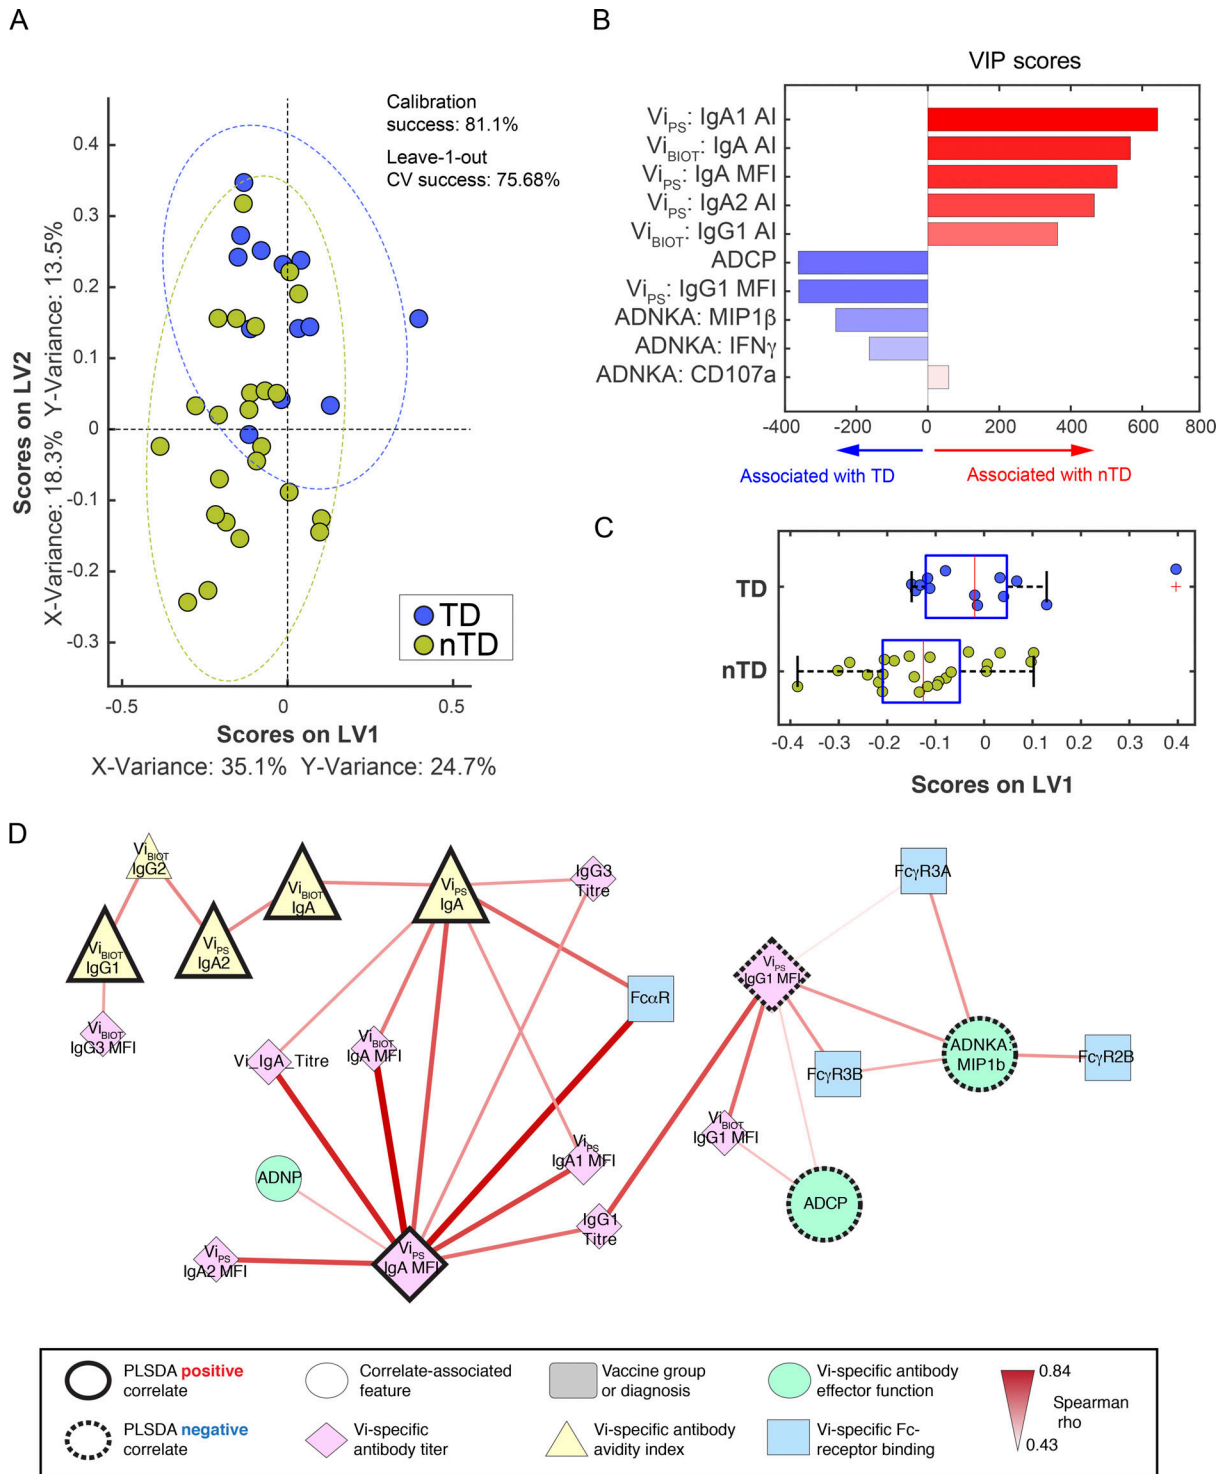 A
Calibration
success: 81.1%
Leave-1-out
CV success: 75.68%
0.4
0.3
0.2
0.1
0
-0.1
-0.2
-0.3
Scores on LV2
X-Variance: 18.3% Y-Variance: 13.5%
TD
nTD
-0.5
0
0.5
Scores on LV1
X-Variance: 35.1% Y-Variance: 24.7%
B
VIP scores
ViPS: IgA1 AI
ViBIOT: IgA AI
ViPS: IgA MFI
ViPS: IgA2 AI
ViBIOT: IgG1 AI
ADCP
ViPS: IgG1 MFI
ADNKA: MIP1β
ADNKA: IFNγ
ADNKA: CD107a
-400 -200 0 200 400 600 800
Associated with TD
Associated with nTD
C
TD
nTD
-0.4 -0.3 -0.2 -0.1 0 0.1 0.2 0.3 0.4
Scores on LV1
D
ViBIOT
IgG2
ViBIOT
IgG1
ViPS
IgA2
ViBIOT
IgA
ViPS
IgA
IgG3
Titre
ViBIOT
IgG3 MFI
Vi_IgA_Titre
ViBIOT
IgA MFI
FcαR
ADNP
ViPS
IgA1 MFI
IgG1
Titre
ViPS
IgA2 MFI
ViPS
IgA MFI
FcγR3A
ViPS
IgG1 MFI
ADNKA:
MIP1b
FcγR2B
FcγR3B
ViBIOT
IgG1 MFI
ADCP
PLSDA positive
correlate
Correlate-associated
feature
Vaccine group
or diagnosis
Vi-specific antibody
effector function
PLSDA negative
correlate
Vi-specific
antibody titer
Vi-specific antibody
avidity index
Vi-specific Fc-
receptor binding
0.84
Spearman
rho
0.43